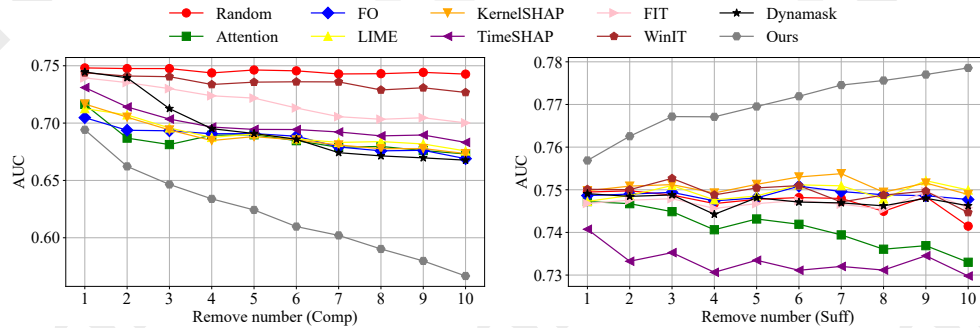 Random FO KernelSHAP FIT Dynamask
Attention LIME TimeSHAP WinIT Ours
0.75
0.70
0.65
0.60
AUC
1 2 3 4 5 6 7 8 9 10
Remove number (Comp)
0.78
0.77
0.76
0.75
0.74
0.73
AUC
1 2 3 4 5 6 7 8 9 10
Remove number (Suff)